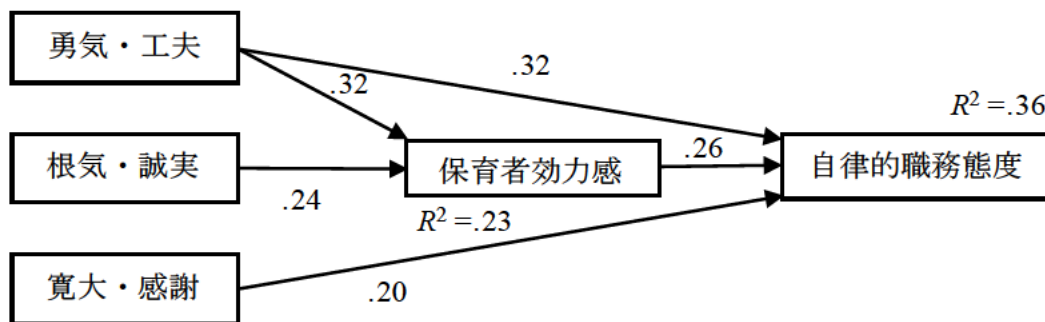 勇気・工夫
.32
.32
R² =.36
根気・誠実
.24
保育者効力感
R² =.23
.26
自律的職務態度
寛大・感謝
.20